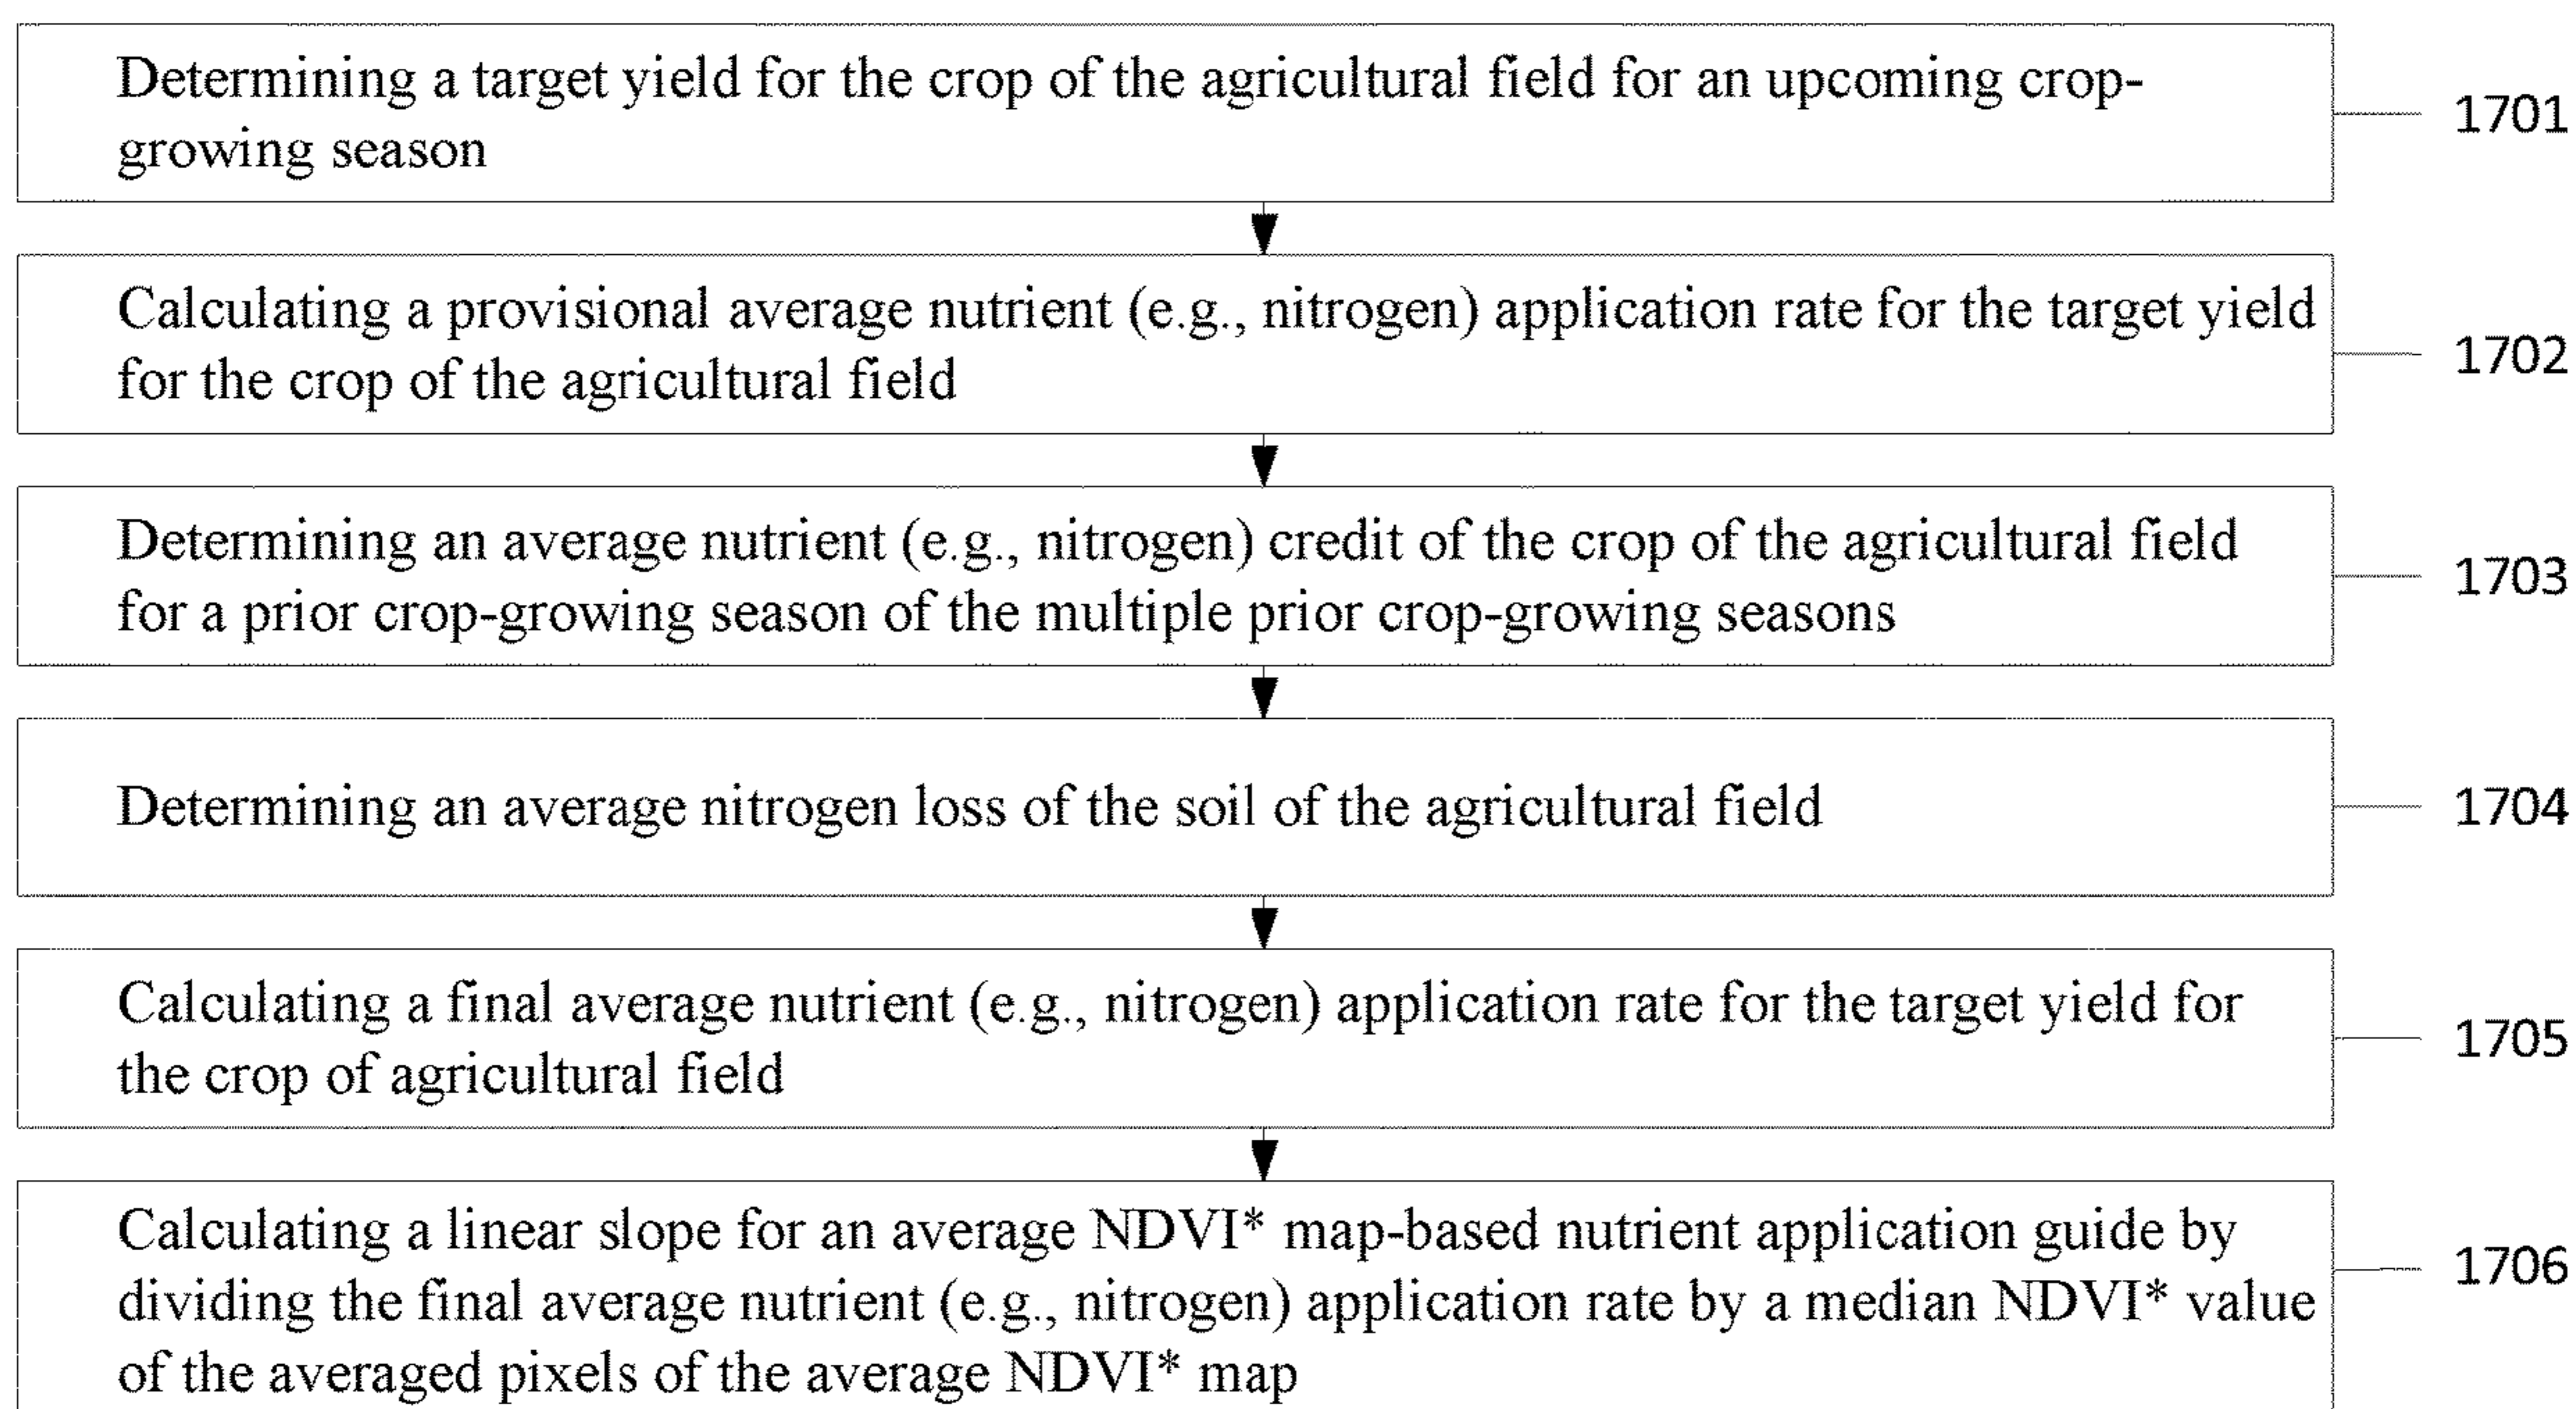 Determining a target yield for the crop of the agricultural field for an upcoming crop-
growing season
1701
Calculating a provisional average nutrient (e.g., nitrogen) application rate for the target yield
for the crop of the agricultural field
1702
Determining an average nutrient (e.g., nitrogen) credit of the crop of the agricultural field
for a prior crop-growing season of the multiple prior crop-growing seasons
1703
Determining an average nitrogen loss of the soil of the agricultural field
1704
Calculating a final average nutrient (e.g., nitrogen) application rate for the target yield for
the crop of agricultural field
1705
Calculating a linear slope for an average NDVI* map-based nutrient application guide by
dividing the final average nutrient (e.g., nitrogen) application rate by a median NDVI* value
of the averaged pixels of the average NDVI* map
1706